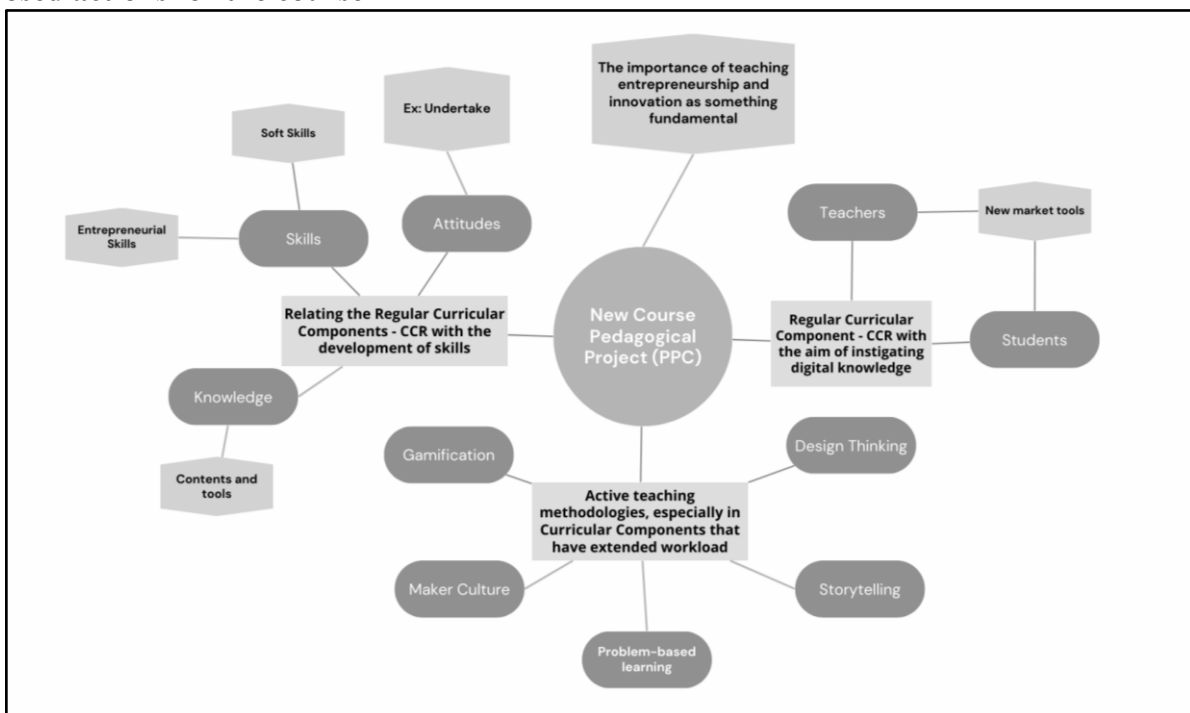 The importance of teaching
entrepreneurship and
innovation as something
fundamental
Ex: Undertake
Soft Skills
Entrepreneurial
Skills
Skills
Attitudes
Teachers
New market tools
Relating the Regular Curricular
Components - CCR with the
development of skills
New Course
Pedagogical
Project (PPC)
Regular Curricular
Component - CCR with
the aim of instigating
digital knowledge
Students
Knowledge
Contents and
tools
Gamification
Design Thinking
Active teaching
methodologies, especially in
Curricular Components that
have extended workload
Maker Culture
Storytelling
Problem-based
learning